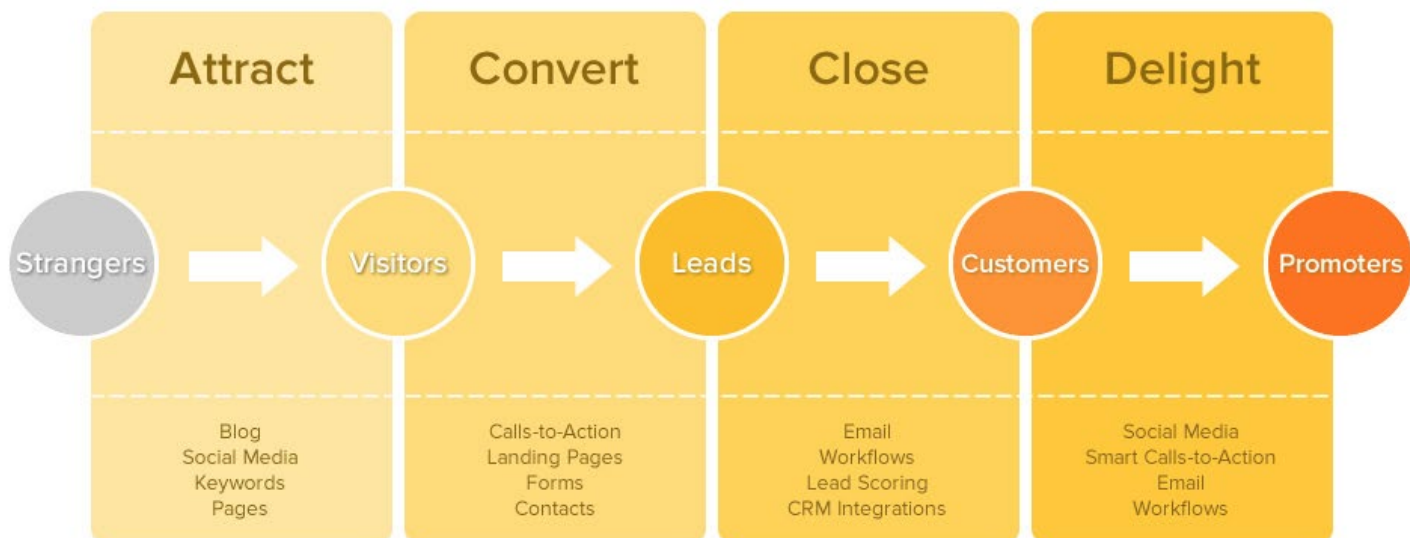 Attract
Convert
Close
Delight
Strangers
Visitors
Leads
Customers
Promoters
Blog
Social Media
Keywords
Pages
Calls-to-Action
Landing Pages
Forms
Contacts
Email
Workflows
Lead Scoring
CRM Integrations
Social Media
Smart Calls-to-Action
Email
Workflows